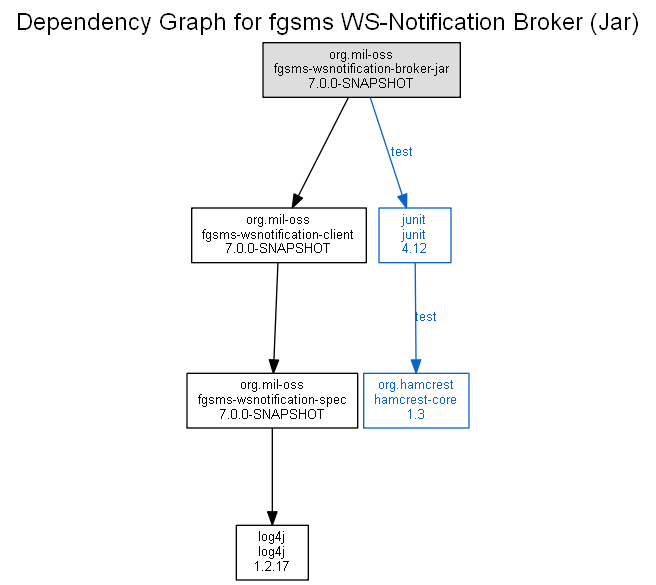 Dependency Graph for fgsms WS-Notification Broker (Jar)
org.mil-oss
fgsms-wsnotification-broker-jar
7.0.0-SNAPSHOT
test
org.mil-oss
fgsms-wsnotification-client
7.0.0-SNAPSHOT
junit
junit
4.12
test
org.mil-oss
fgsms-wsnotification-spec
7.0.0-SNAPSHOT
org.hamcrest
hamcrest-core
1.3
log4j
log4j
1.2.17